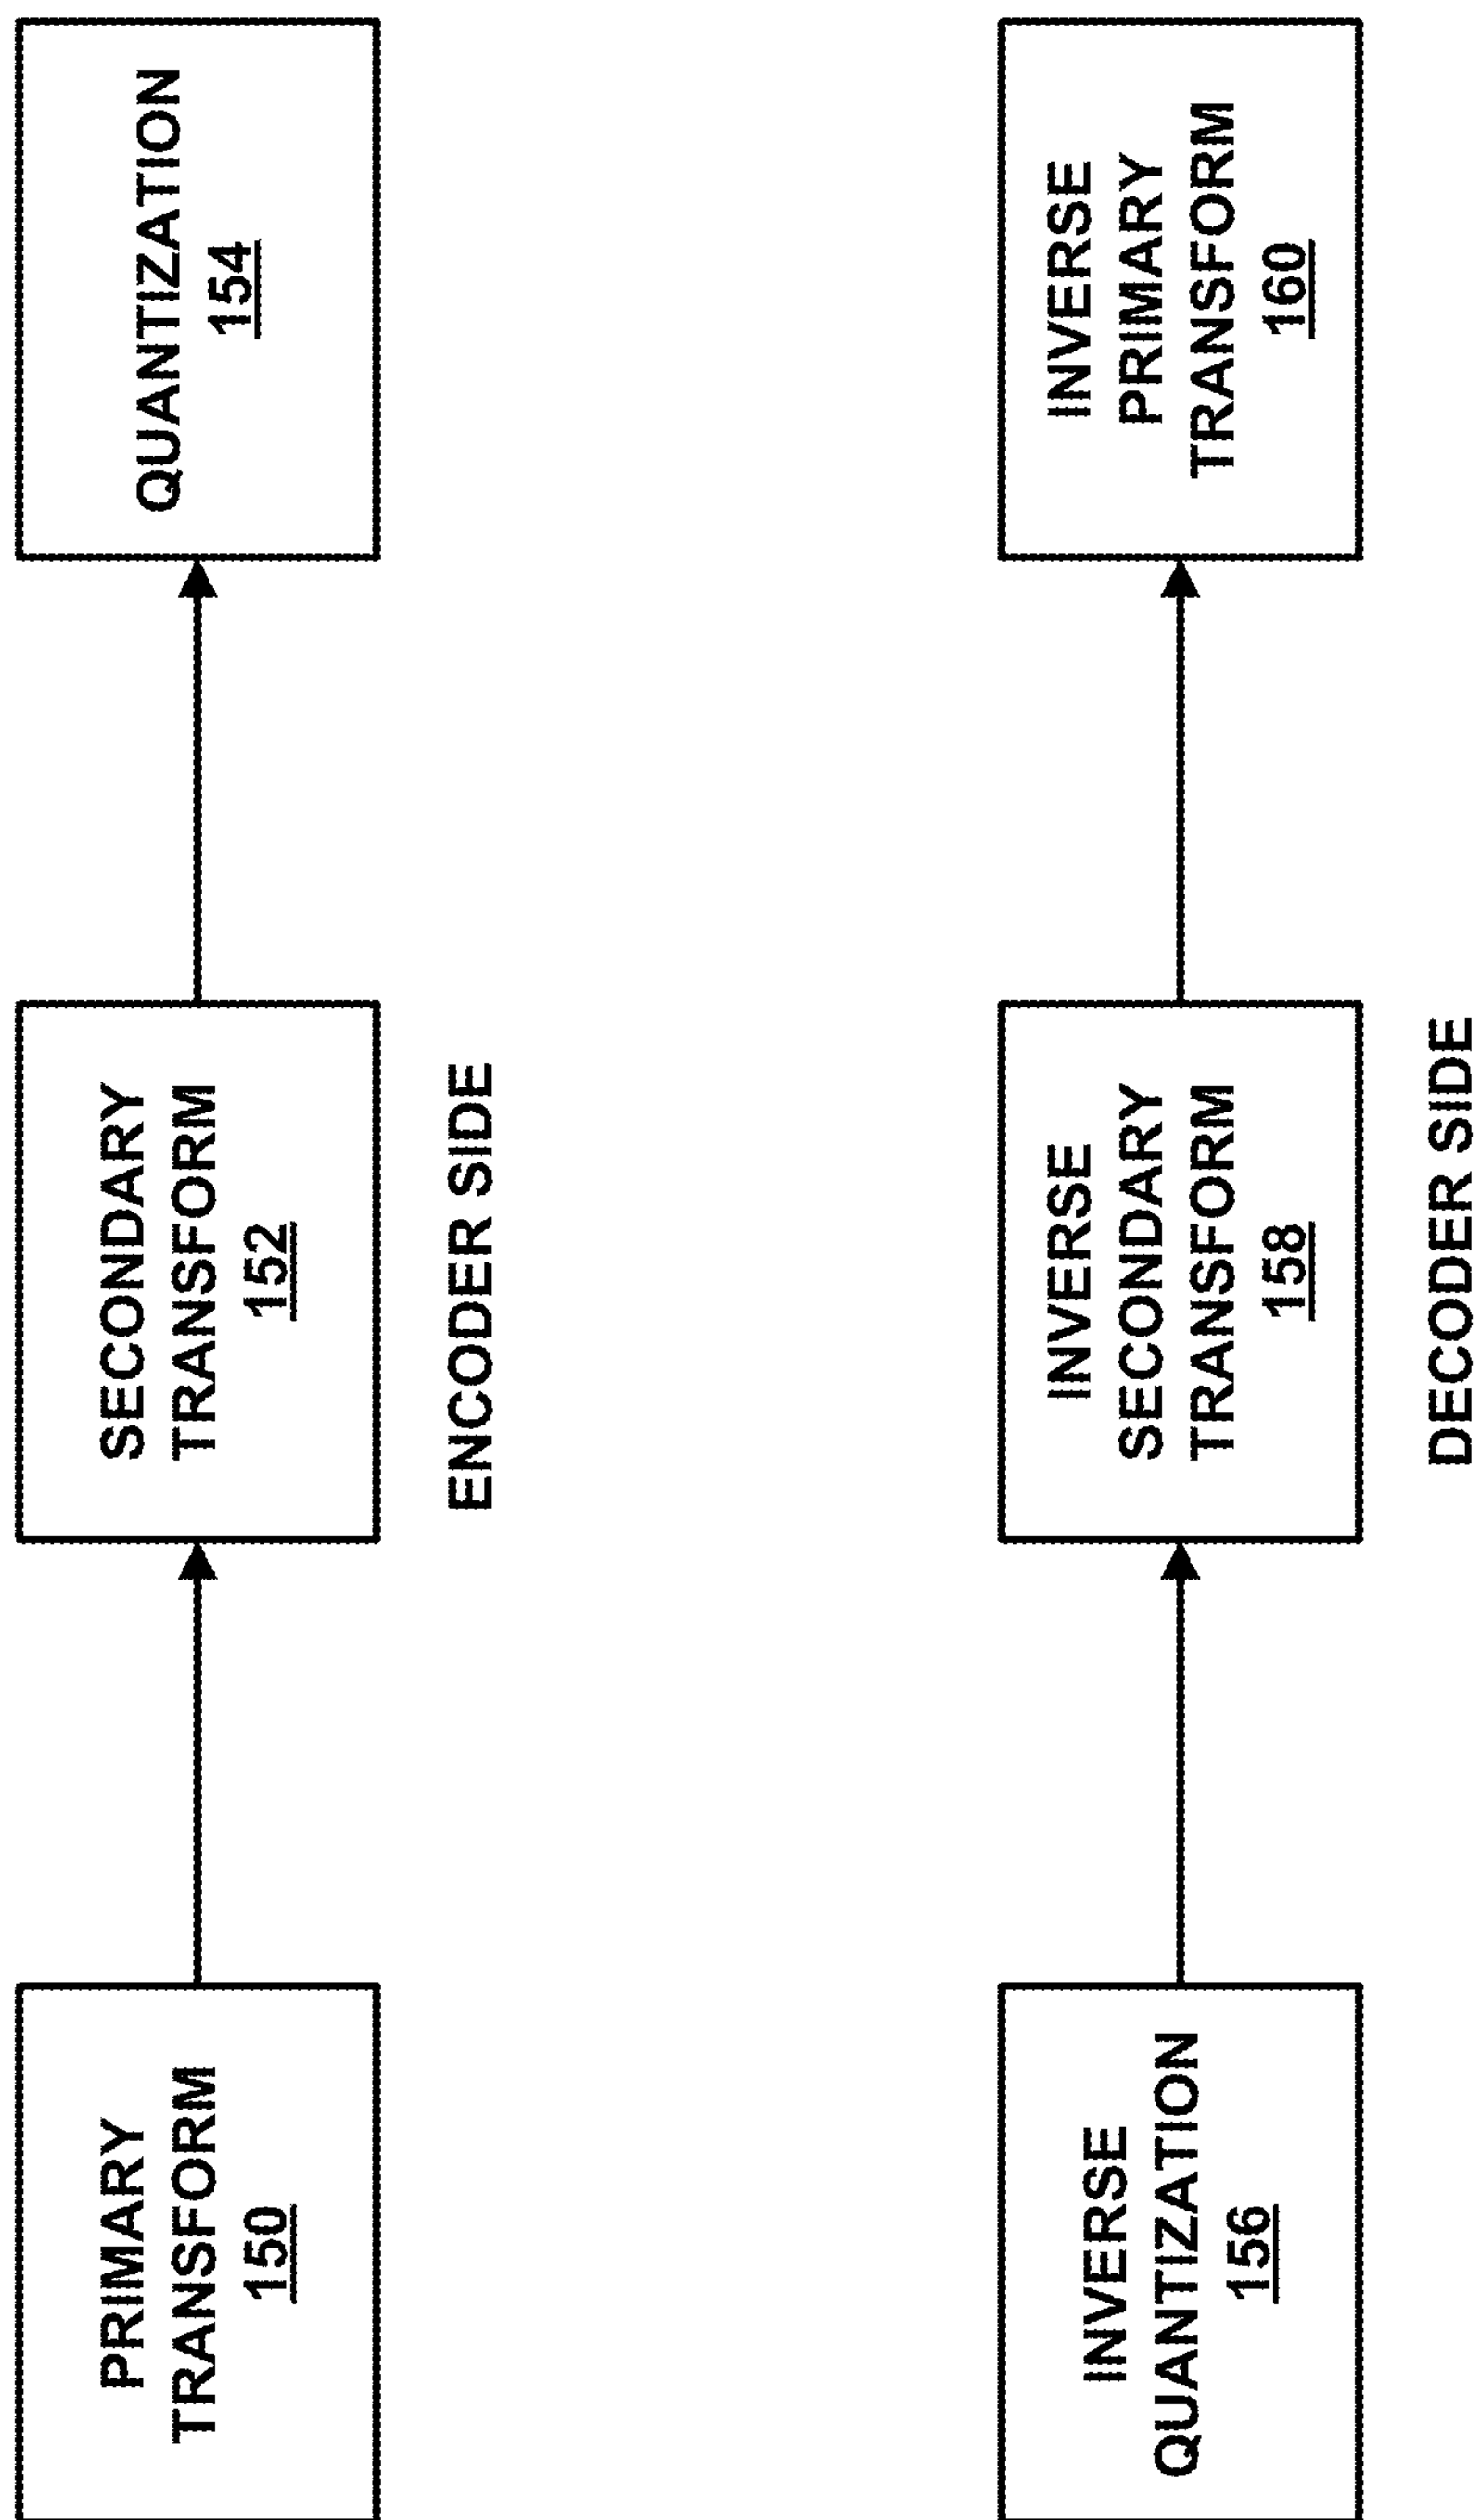 PRIMARY
TRANSFORM
150
SECONDARY
TRANSFORM
152
QUANTIZATION
154
ENCODER SIDE
INVERSE
QUANTIZATION
156
INVERSE
SECONDARY
TRANSFORM
158
INVERSE
PRIMARY
TRANSFORM
160
DECODER SIDE